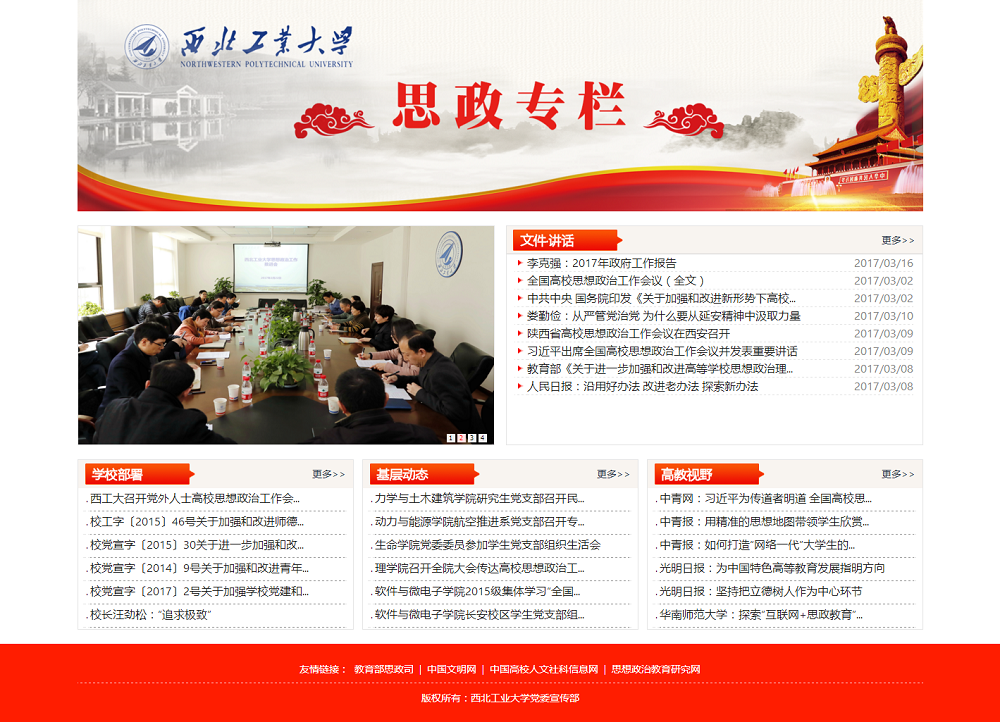 西北工业大学
NORTHWESTERN POLYTECHNICAL UNIVERSITY
思政专栏
1 2 3 4
文件·讲话 更多>>
李克强：2017年政府工作报告 2017/03/16
全国高校思想政治工作会议（全文） 2017/03/02
中共中央 国务院印发《关于加强和改进新形势下高校... 2017/03/02
娄勤俭：从严管党治党 为什么要从延安精神中汲取力量 2017/03/10
陕西省高校思想政治工作会议在西安召开 2017/03/09
习近平出席全国高校思想政治工作会议并发表重要讲话 2017/03/09
教育部《关于进一步加强和改进高等学校思想政治理... 2017/03/08
人民日报：沿用好办法 改进老办法 探索新办法 2017/03/08
学校部署 更多>>
.西工大召开党外人士高校思想政治工作会...
.校工字〔2015〕46号关于加强和改进师德...
.校党宣字〔2015〕30关于进一步加强和改...
.校党宣字〔2014〕9号关于加强和改进青年...
.校党宣字〔2017〕2号关于加强学校党建和...
.校长汪劲松：“追求极致”
基层动态 更多>>
.力学与土木建筑学院研究生党支部召开民...
.动力与能源学院航空推进系党支部召开专...
.生命学院党委委员参加学生党支部组织生活会
.理学院召开全院大会传达高校思想政治工...
.软件与微电子学院2015级集体学习“全国...
.软件与微电子学院长安校区学生党支部组...
高教视野 更多>>
.中青网：习近平为传道者明道 全国高校思...
.中青报：用精准的思想地图带领学生欣赏...
.中青报：如何打造“网络一代”大学生的...
.光明日报：为中国特色高等教育发展指明方向
.光明日报：坚持把立德树人作为中心环节
.华南师范大学：探索“互联网+思政教育”...
友情链接： 教育部思政司 | 中国文明网 | 中国高校人文社科信息网 | 思想政治教育研究网
版权所有：西北工业大学党委宣传部